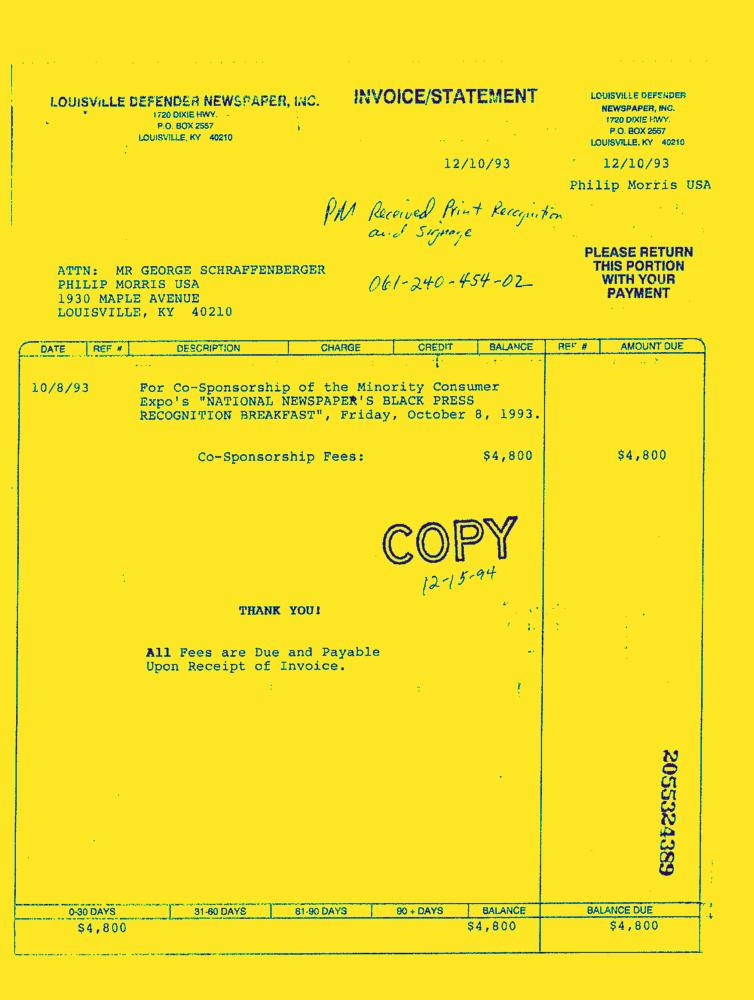 LOUISVILLE DEFENDER NEWSPAPER, INC.
1720 DIXIE HWY.
P.O. BOX 2557
LOUISVILLE, KY 40210
INVOICE/STATEMENT
LOUISVILLE DEFENDER
NEWSPAPER, INC.
1720 DIXIE HWY.
P.O. BOX 2557
LOUISVILLE, KY 40210
12/10/93
12/10/93
Philip Morris USA
PM Received Print Recognition
and Signage
061-240-454-02
PLEASE RETURN
THIS PORTION
WITH YOUR
PAYMENT
ATTN: MR GEORGE SCHRAFFENBERGER
PHILIP MORRIS USA
1930 MAPLE AVENUE
LOUISVILLE, KY 40210
DATE REF # DESCRIPTION CHARGE CREDIT BALANCE REF # AMOUNT DUE
10/8/93 For Co-Sponsorship of the Minority Consumer
Expo's "NATIONAL NEWSPAPER'S BLACK PRESS
RECOGNITION BREAKFAST", Friday, October 8, 1993.
Co-Sponsorship Fees: $4,800 $4,800
COPY
12-15-94
THANK YOU!
All Fees are Due and Payable
Upon Receipt of Invoice.
2055324389
0-30 DAYS 31-60 DAYS 61-90 DAYS 90 + DAYS BALANCE BALANCE DUE
$4,800 $4,800 $4,800